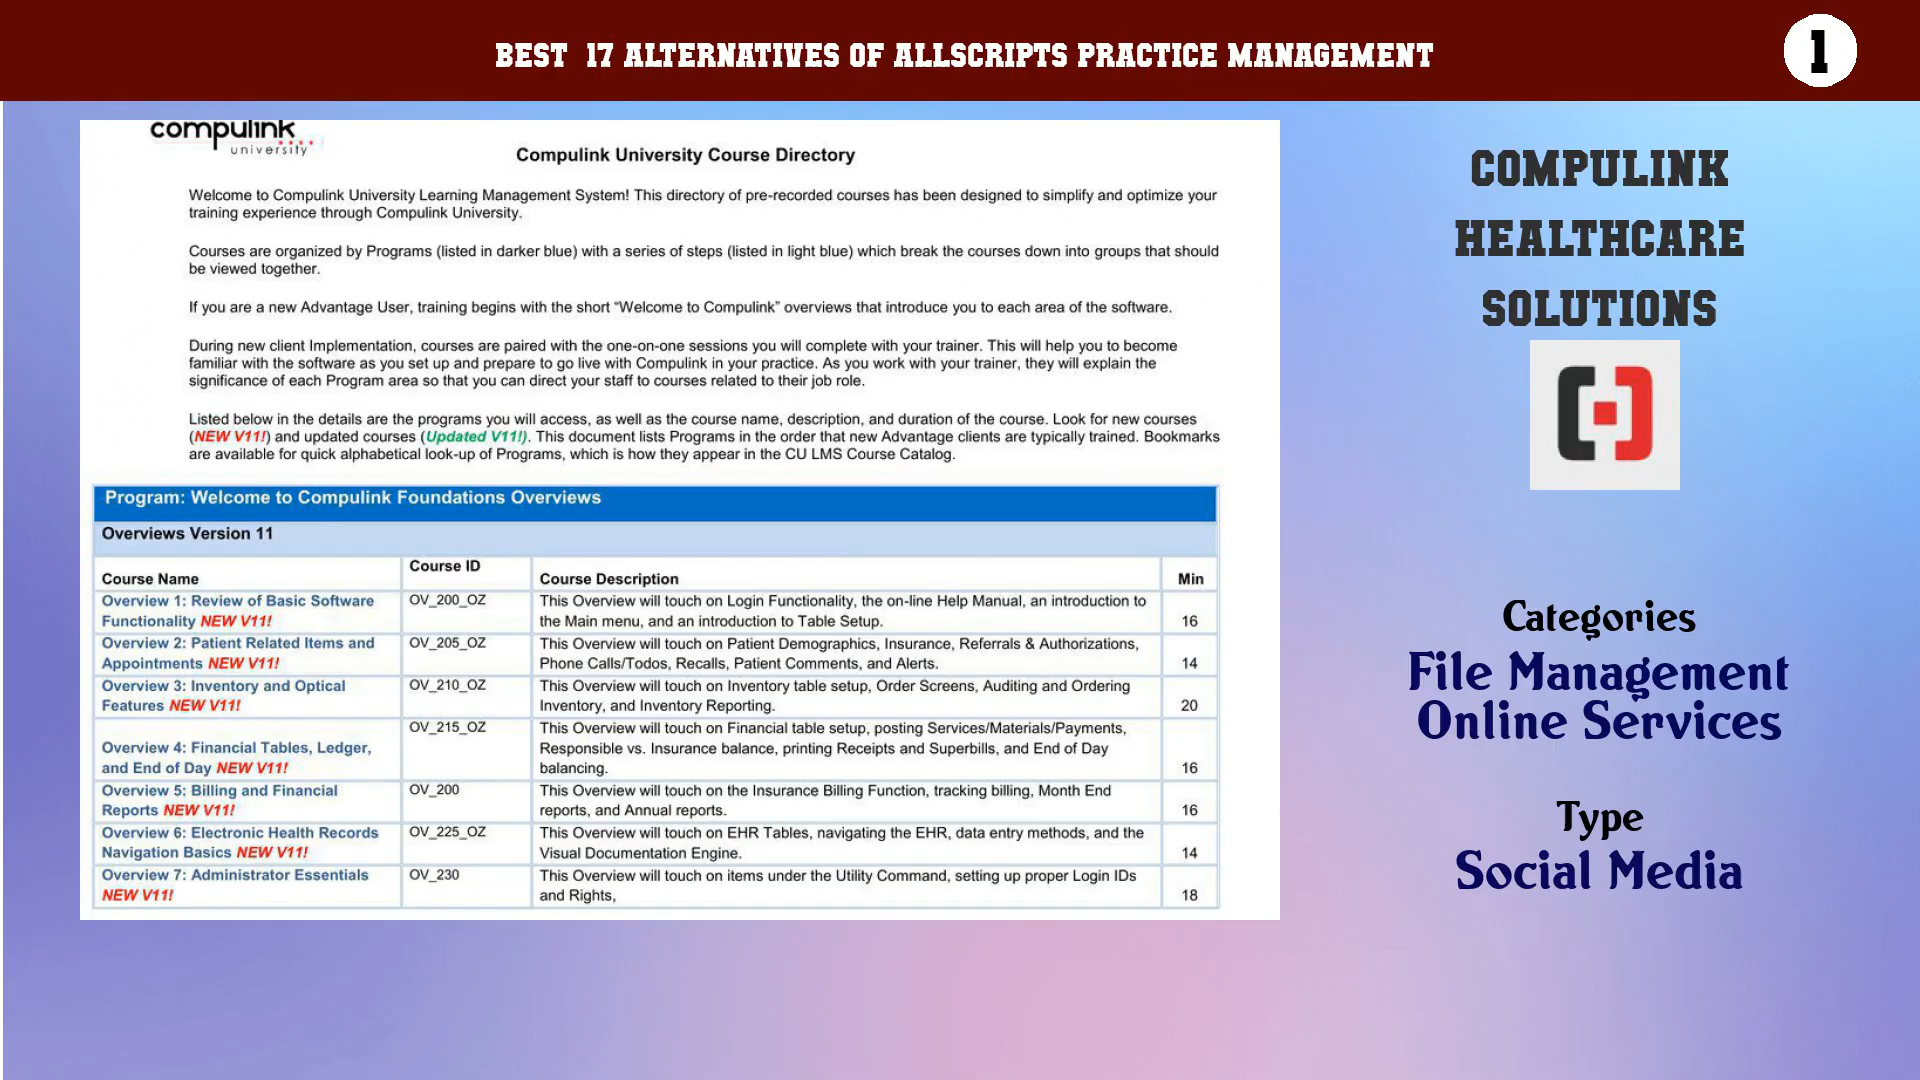 BEST 17 ALTERNATIVES OF ALLSCRIPTS PRACTICE MANAGEMENT
1
compulink
university
Compulink University Course Directory
Welcome to Compulink University Learning Management System! This directory of pre-recorded courses has been designed to simplify and optimize your
training experience through Compulink University.
Courses are organized by Programs (listed in darker blue) with a series of steps (listed in light blue) which break the courses down into groups that should
be viewed together.
If you are a new Advantage User, training begins with the short “Welcome to Compulink” overviews that introduce you to each area of the software.
During new client Implementation, courses are paired with the one-on-one sessions you will complete with your trainer. This will help you to become
familiar with the software as you set up and prepare to go live with Compulink in your practice. As you work with your trainer, they will explain the
significance of each Program area so that you can direct your staff to courses related to their job role.
Listed below in the details are the programs you will access, as well as the course name, description, and duration of the course. Look for new courses
(NEW V11!) and updated courses (Updated V11!). This document lists Programs in the order that new Advantage clients are typically trained. Bookmarks
are available for quick alphabetical look-up of Programs, which is how they appear in the CU LMS Course Catalog.
Program: Welcome to Compulink Foundations Overviews
Overviews Version 11
Course Name Course ID Course Description Min
Overview 1: Review of Basic Software OV_200_OZ This Overview will touch on Login Functionality, the on-line Help Manual, an introduction to
Functionality NEW V11! the Main menu, and an introduction to Table Setup. 16
Overview 2: Patient Related Items and OV_205_OZ This Overview will touch on Patient Demographics, Insurance, Referrals & Authorizations,
Appointments NEW V11! Phone Calls/Todos, Recalls, Patient Comments, and Alerts. 14
Overview 3: Inventory and Optical OV_210_OZ This Overview will touch on Inventory table setup, Order Screens, Auditing and Ordering
Features NEW V11! Inventory, and Inventory Reporting. 20
OV_215_OZ This Overview will touch on Financial table setup, posting Services/Materials/Payments,
Overview 4: Financial Tables, Ledger, Responsible vs. Insurance balance, printing Receipts and Superbills, and End of Day
and End of Day NEW V11! balancing. 16
Overview 5: Billing and Financial OV_200 This Overview will touch on the Insurance Billing Function, tracking billing, Month End
Reports NEW V11! reports, and Annual reports. 16
Overview 6: Electronic Health Records OV_225_OZ This Overview will touch on EHR Tables, navigating the EHR, data entry methods, and the
Navigation Basics NEW V11! Visual Documentation Engine. 14
Overview 7: Administrator Essentials OV_230 This Overview will touch on items under the Utility Command, setting up proper Login IDs
NEW V11! and Rights, 18
COMPULINK
HEALTHCARE
SOLUTIONS
Categories
File Management
Online Services
Type
Social Media